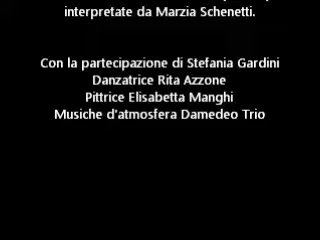 interpretate da Marzia Schenetti.
Con la partecipazione di Stefania Gardini
Danzatrice Rita Azzone
Pittrice Elisabetta Manghi
Musiche d'atmosfera Damedeo Trio